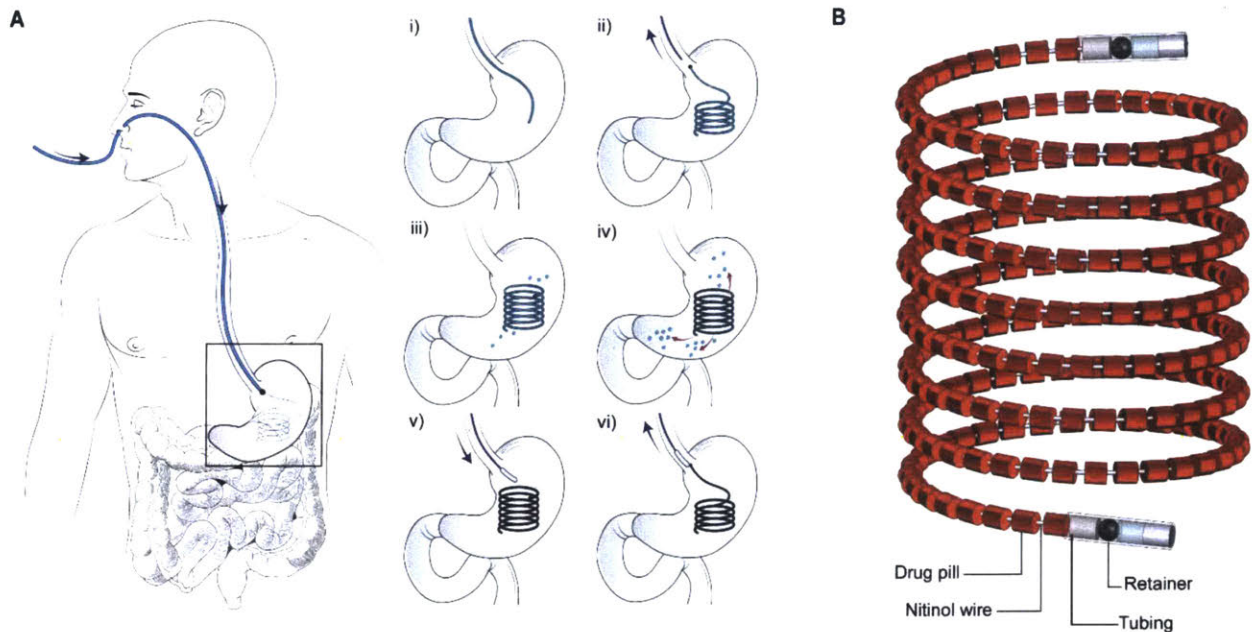 A
i)
ii)
iii)
iv)
v)
vi)
B
Drug pill
Nitinol wire
Retainer
Tubing